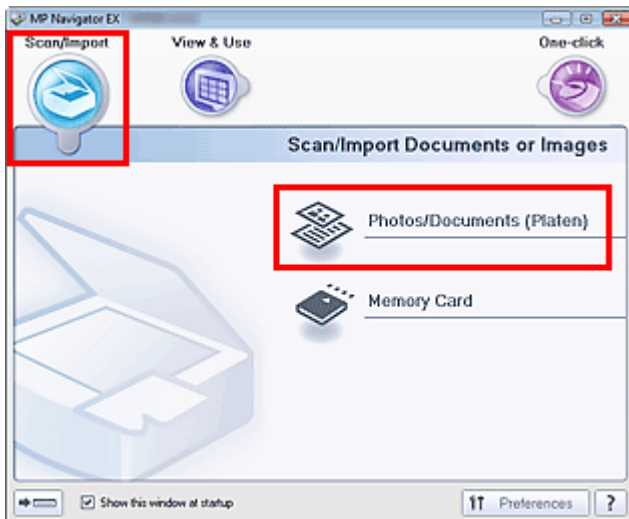 MP Navigator EX
Scan/Import View & Use One-click
Scan/Import Documents or Images
Photos/Documents (Platen)
Memory Card
Show this window at startup Preferences ?